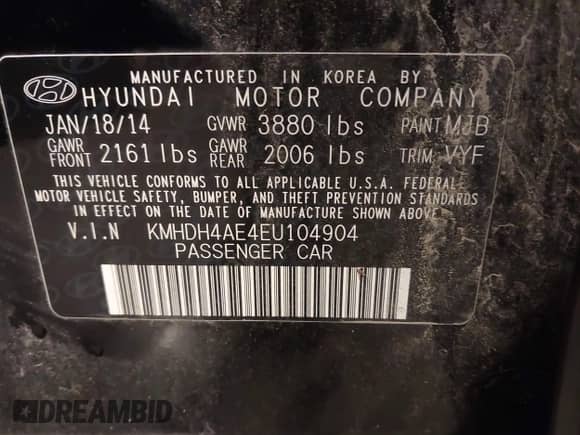 MANUFACTURED IN KOREA BY
HYUNDAI MOTOR COMPANY
JAN/18/14 GVWR 3880 lbs PAINT MJB
GAWR FRONT 2161 lbs GAWR REAR 2006 lbs TRIM VYF
THIS VEHICLE CONFORMS TO ALL APPLICABLE U.S.A. FEDERAL
MOTOR VEHICLE SAFETY, BUMPER, AND THEFT PREVENTION STANDARDS
IN EFFECT ON THE DATE OF MANUFACTURE SHOWN ABOVE.
V.I.N KMHDH4AE4EU104904
PASSENGER CAR
DREAMBID